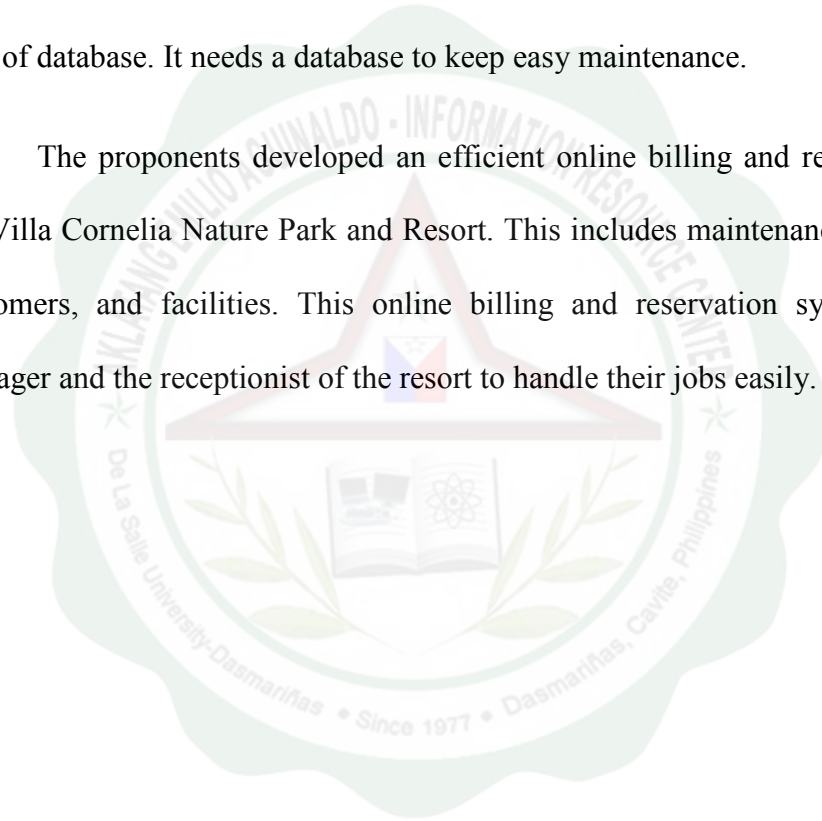 of database. It needs a database to keep easy maintenance.
The proponents developed an efficient online billing and re
Villa Cornelia Nature Park and Resort. This includes maintenanc
omers, and facilities. This online billing and reservation sy
ager and the receptionist of the resort to handle their jobs easily.
AKLATANG EMILIO AGUINALDO - INFORMATION RESOURCE CENTER
De La Salle University-Dasmariñas • Since 1977 • Dasmariñas, Cavite, Philippines